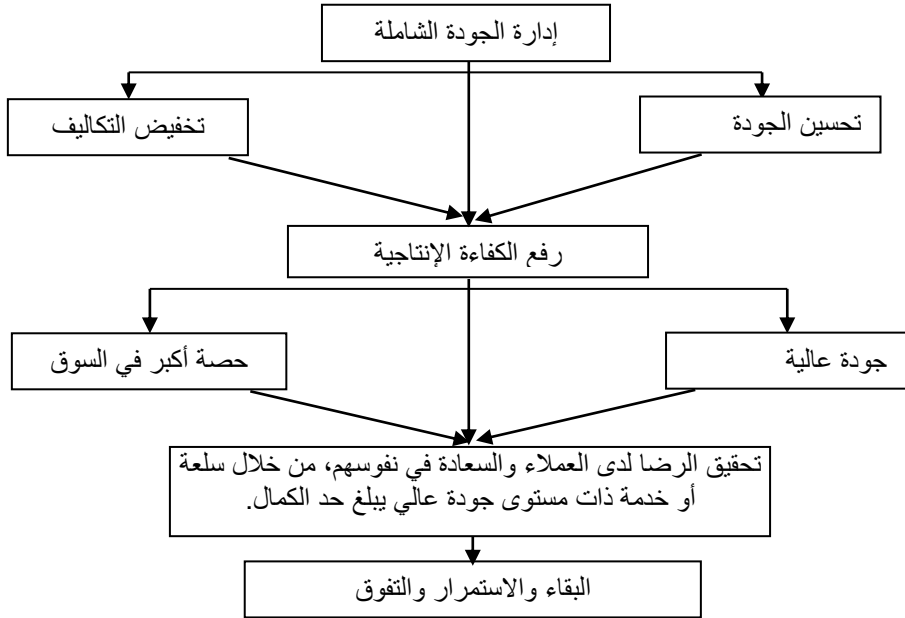 إدارة الجودة الشاملة
تحسين الجودة
تخفيض التكاليف
رفع الكفاءة الإنتاجية
جودة عالية
حصة أكبر في السوق
تحقيق الرضا لدى العملاء والسعادة في نفوسهم، من خلال سلعة
أو خدمة ذات مستوى جودة عالي يبلغ حد الكمال.
البقاء والاستمرار والتفوق